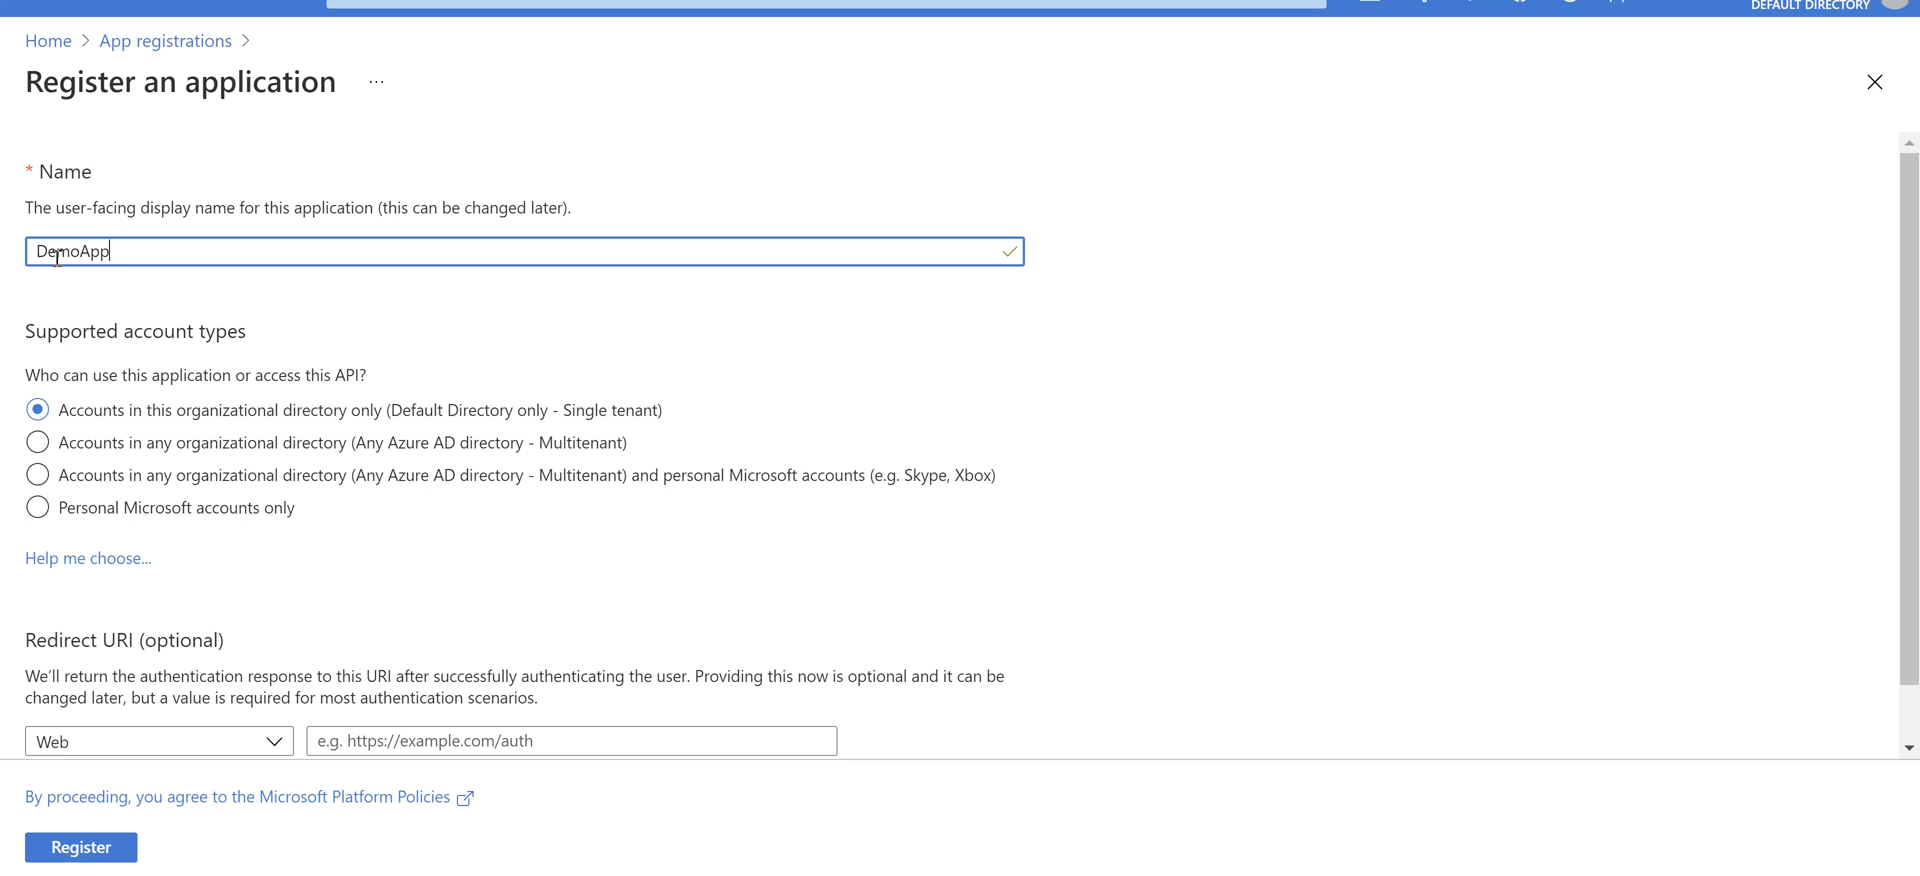 DEFAULT DIRECTORY
Home > App registrations >
Register an application ...
* Name
The user-facing display name for this application (this can be changed later).
DemoApp
Supported account types
Who can use this application or access this API?
Accounts in this organizational directory only (Default Directory only - Single tenant)
Accounts in any organizational directory (Any Azure AD directory - Multitenant)
Accounts in any organizational directory (Any Azure AD directory - Multitenant) and personal Microsoft accounts (e.g. Skype, Xbox)
Personal Microsoft accounts only
Help me choose...
Redirect URI (optional)
We'll return the authentication response to this URI after successfully authenticating the user. Providing this now is optional and it can be
changed later, but a value is required for most authentication scenarios.
Web e.g. https://example.com/auth
By proceeding, you agree to the Microsoft Platform Policies
Register